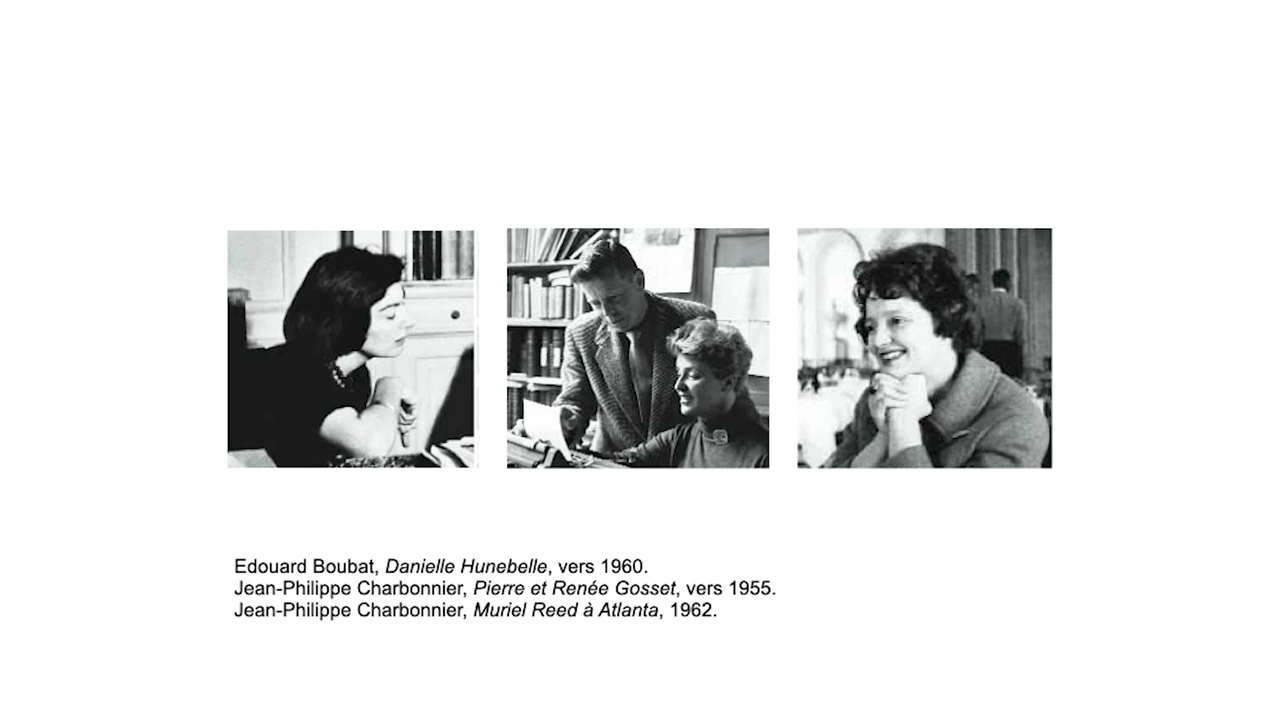 Edouard Boubat, Danielle Hunebelle, vers 1960.
Jean-Philippe Charbonnier, Pierre et Renée Gosset, vers 1955.
Jean-Philippe Charbonnier, Muriel Reed à Atlanta, 1962.